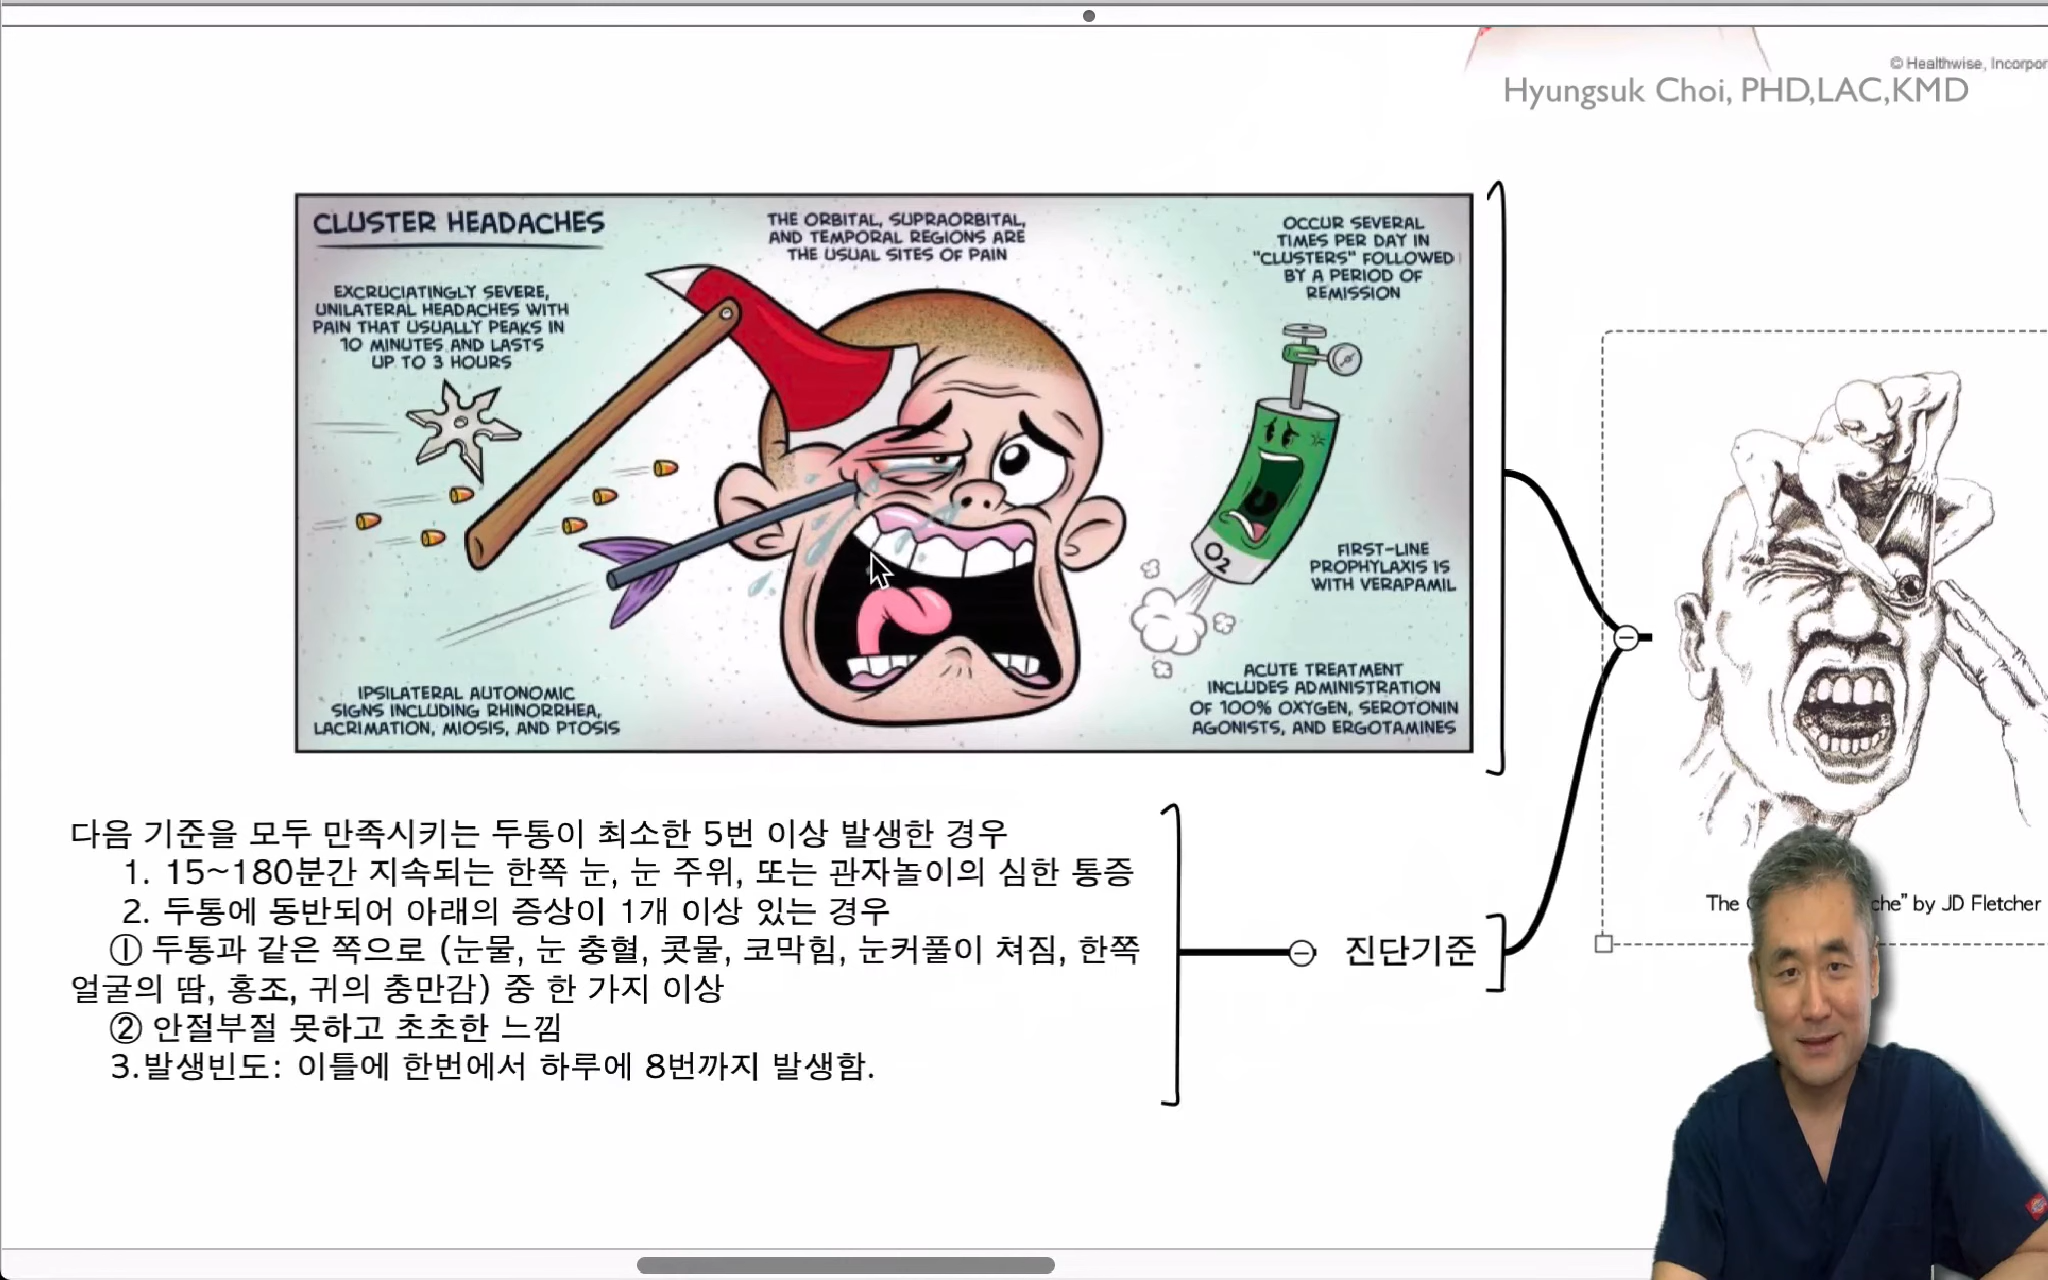 © Healthwise, Incorpor
Hyungsuk Choi, PHD,LAC,KMD
CLUSTER HEADACHES
EXCRUCIATINGLY SEVERE,
UNILATERAL HEADACHES WITH
PAIN THAT USUALLY PEAKS IN
10 MINUTES AND LASTS
UP TO 3 HOURS
THE ORBITAL, SUPRAORBITAL,
AND TEMPORAL REGIONS ARE
THE USUAL SITES OF PAIN
OCCUR SEVERAL
TIMES PER DAY IN
"CLUSTERS" FOLLOWED
BY A PERIOD OF
REMISSION
O2
FIRST-LINE
PROPHYLAXIS IS
WITH VERAPAMIL
IPSILATERAL AUTONOMIC
SIGNS INCLUDING RHINORRHEA,
LACRIMATION, MIOSIS, AND PTOSIS
ACUTE TREATMENT
INCLUDES ADMINISTRATION
OF 100% OXYGEN, SEROTONIN
AGONISTS, AND ERGOTAMINES
다음 기준을 모두 만족시키는 두통이 최소한 5번 이상 발생한 경우
1. 15~180분간 지속되는 한쪽 눈, 눈 주위, 또는 관자놀이의 심한 통증
2. 두통에 동반되어 아래의 증상이 1개 이상 있는 경우
① 두통과 같은 쪽으로 (눈물, 눈 충혈, 콧물, 코막힘, 눈커풀이 쳐짐, 한쪽
얼굴의 땀, 홍조, 귀의 충만감) 중 한 가지 이상
② 안절부절 못하고 초초한 느낌
3.발생빈도: 이틀에 한번에서 하루에 8번까지 발생함.
진단기준
The C che" by JD Fletcher